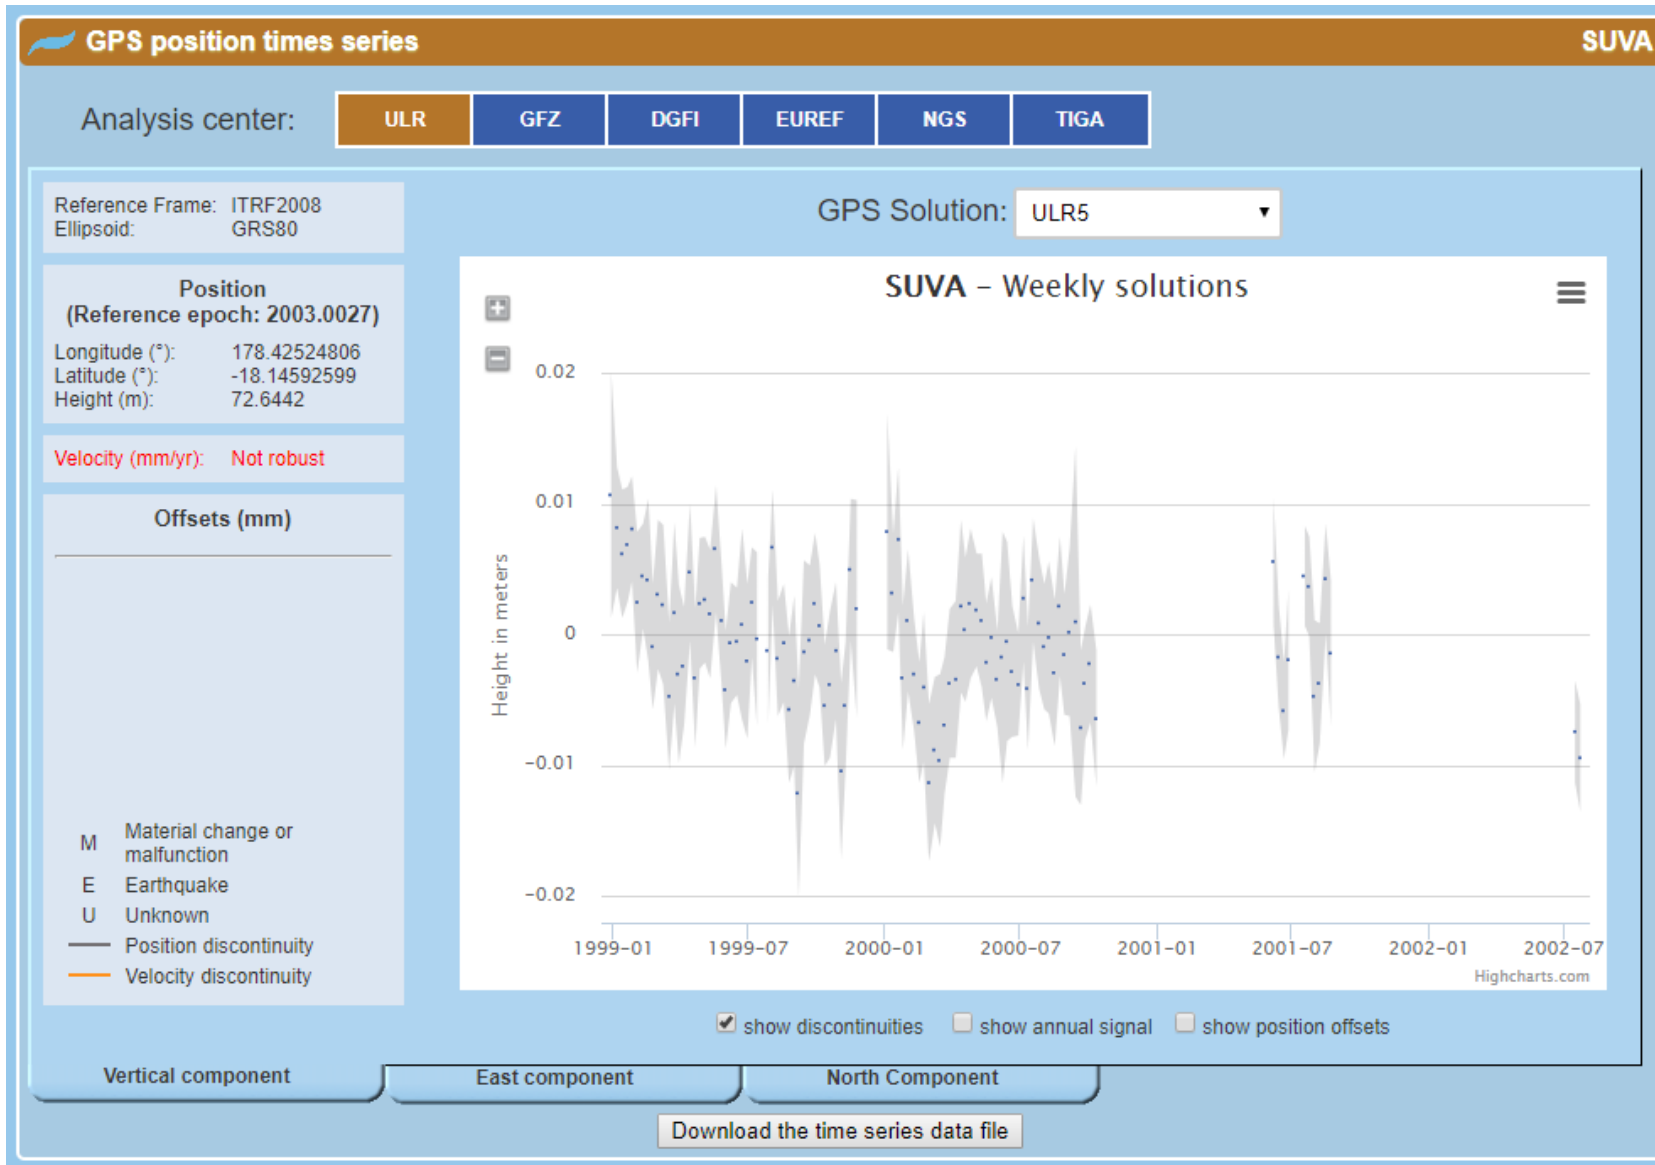 GPS position times series
SUVA
Analysis center:
ULR
GFZ
DGFI
EUREF
NGS
TIGA
Reference Frame: ITRF2008
Ellipsoid: GRS80
Position
(Reference epoch: 2003.0027)
Longitude (°): 178.42524806
Latitude (°): -18.14592599
Height (m): 72.6442
Velocity (mm/yr): Not robust
Offsets (mm)
M Material change or
malfunction
E Earthquake
U Unknown
Position discontinuity
Velocity discontinuity
GPS Solution: ULR5
SUVA – Weekly solutions
Height in meters
0.02
0.01
0
−0.01
−0.02
1999-01 1999-07 2000-01 2000-07 2001-01 2001-07 2002-01 2002-07
Highcharts.com
show discontinuities show annual signal show position offsets
Vertical component
East component
North Component
Download the time series data file